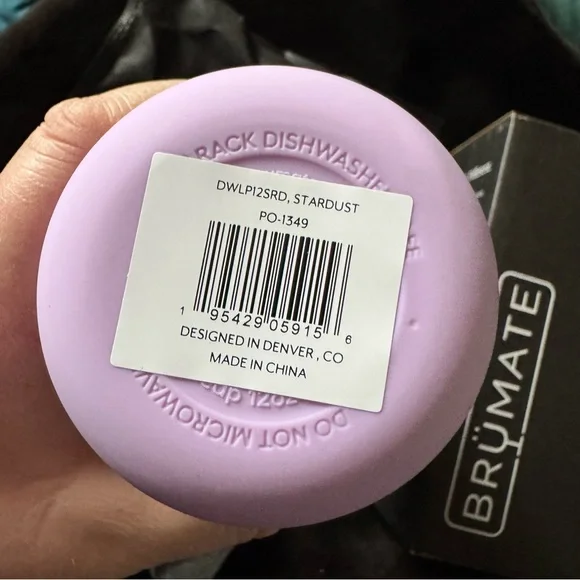 RACK DISHWASHE
DWLP12SRD, STARDUST
PO-1349
1 95429 05915 6
DESIGNED IN DENVER, CO
MADE IN CHINA
DO NOT MICROWAV
BRÜMATE